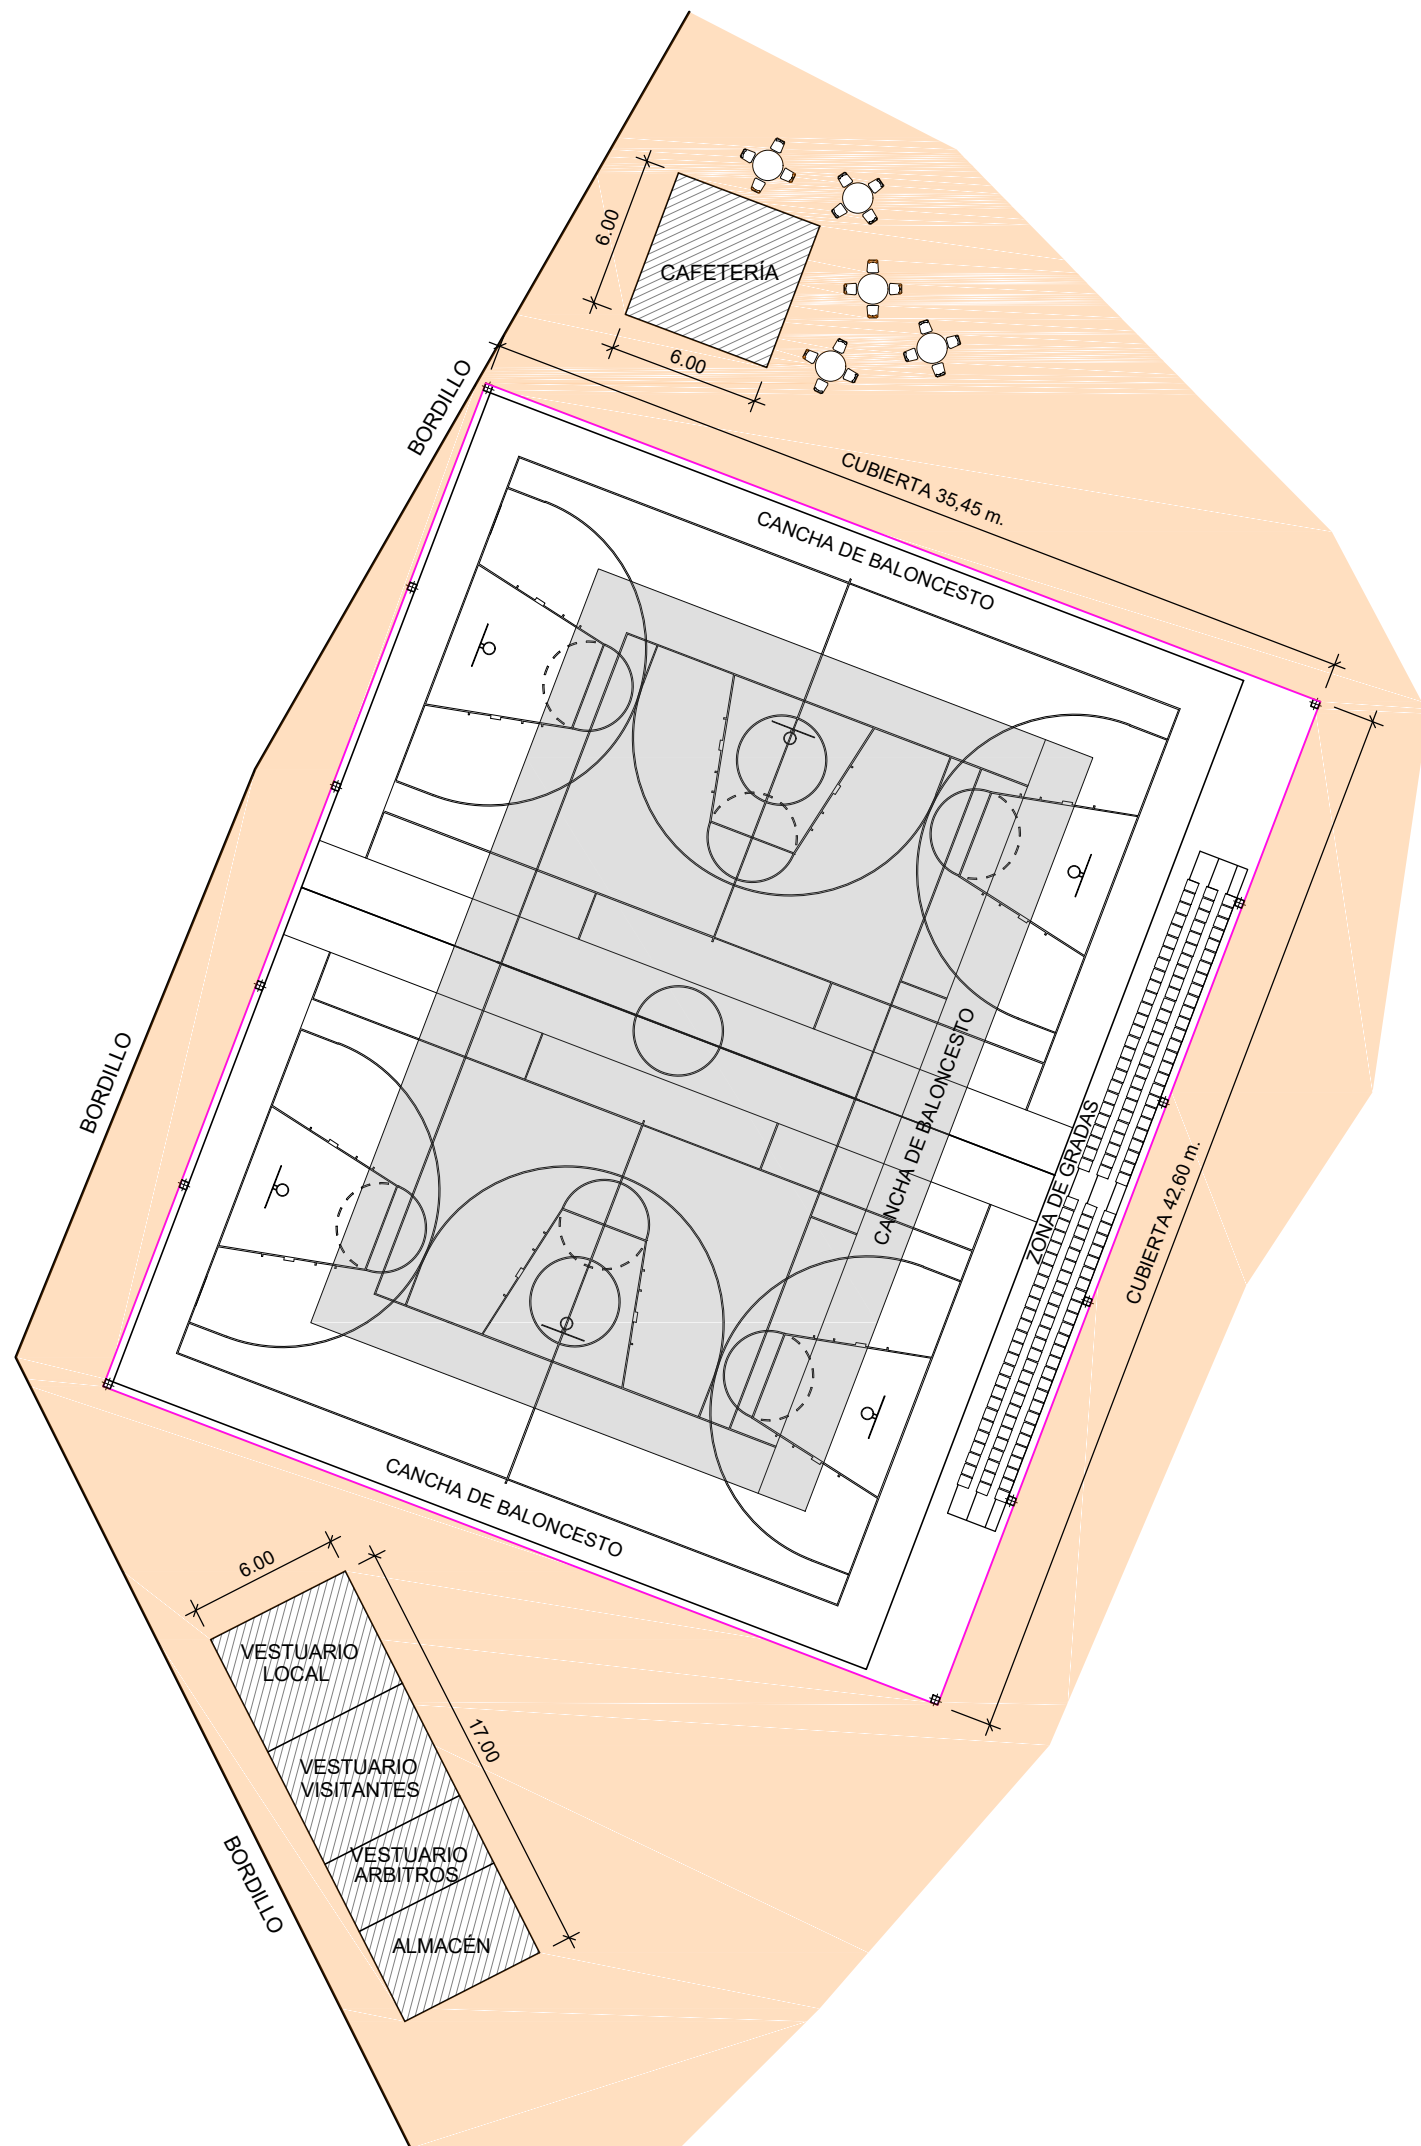 6.00
CAFETERÍA
6.00
BORDILLO
CUBIERTA 35,45 m.
CANCHA DE BALONCESTO
CANCHA DE BALONCESTO
BORDILLO
ZONA DE GRADAS
CUBIERTA 42,60 m.
CANCHA DE BALONCESTO
6.00
VESTUARIO
LOCAL
17.00
VESTUARIO
VISITANTES
VESTUARIO
ARBITROS
BORDILLO
ALMACÉN